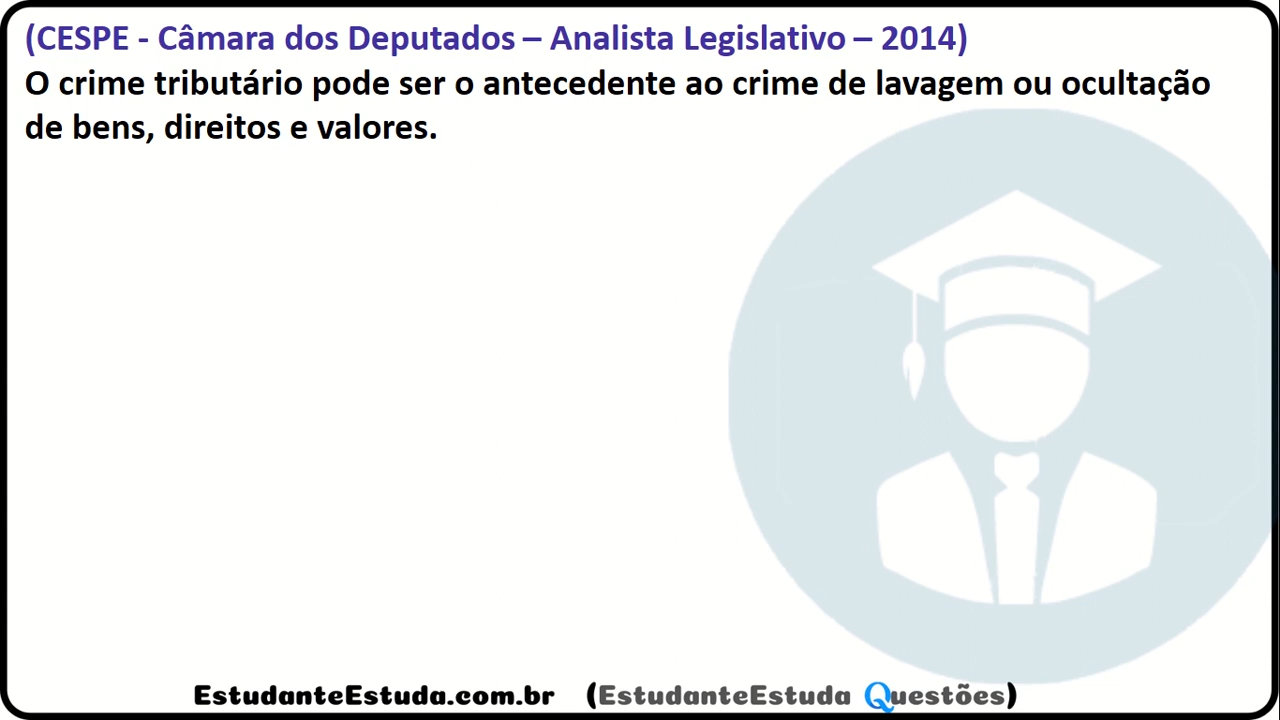 (CESPE - Câmara dos Deputados – Analista Legislativo – 2014)
O crime tributário pode ser o antecedente ao crime de lavagem ou ocultação
de bens, direitos e valores.
EstudanteEstuda.com.br (EstudanteEstuda Questões)